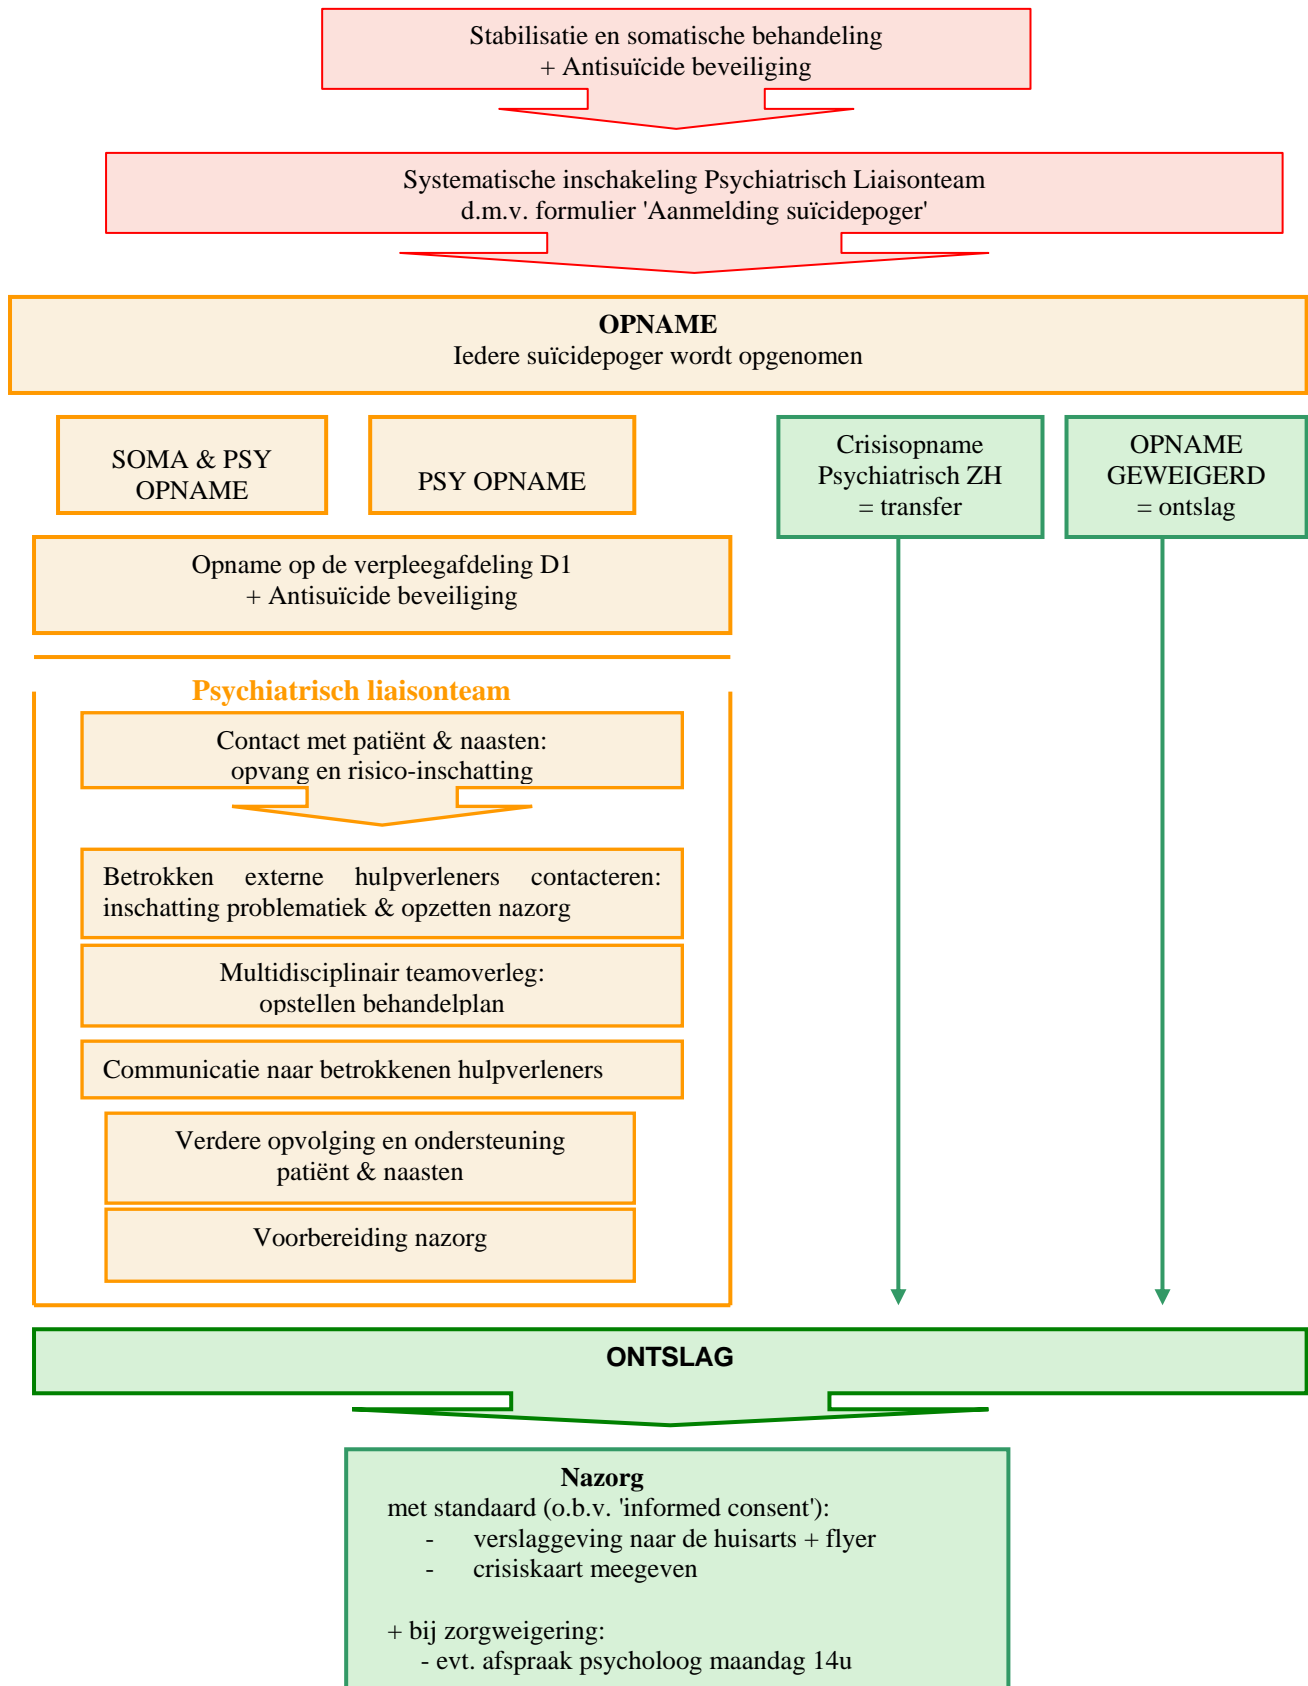 Stabilisatie en somatische behandeling
+ Antisuïcide beveiliging
Systematische inschakeling Psychiatrisch Liaisonteam
d.m.v. formulier 'Aanmelding suïcidepoger'
OPNAME
Iedere suïcidepoger wordt opgenomen
SOMA & PSY
OPNAME
PSY OPNAME
Crisisopname
Psychiatrisch ZH
= transfer
OPNAME
GEWEIGERD
= ontslag
Opname op de verpleegafdeling D1
+ Antisuïcide beveiliging
Psychiatrisch liaisonteam
Contact met patiënt & naasten:
opvang en risico-inschatting
Betrokken externe hulpverleners contacteren:
inschatting problematiek & opzetten nazorg
Multidisciplinair teamoverleg:
opstellen behandelplan
Communicatie naar betrokkenen hulpverleners
Verdere opvolging en ondersteuning
patiënt & naasten
Voorbereiding nazorg
ONTSLAG
Nazorg
met standaard (o.b.v. 'informed consent'):
- verslaggeving naar de huisarts + flyer
- crisiskaart meegeven
+ bij zorgweigering:
- evt. afspraak psycholoog maandag 14u